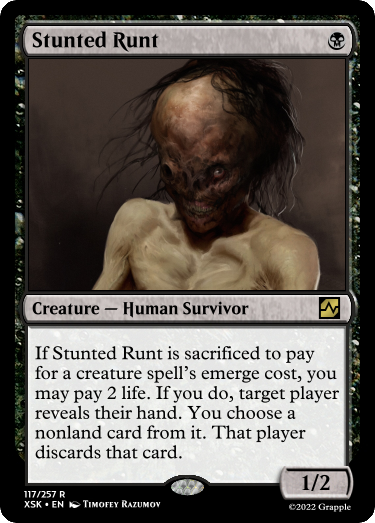 Stunted Runt
Creature — Human Survivor
If Stunted Runt is sacrificed to pay
for a creature spell's emerge cost, you
may pay 2 life. If you do, target player
reveals their hand. You choose a
nonland card from it. That player
discards that card.
1/2
117/257 R
XSK • EN Timofey Razumov
©2022 Grapple